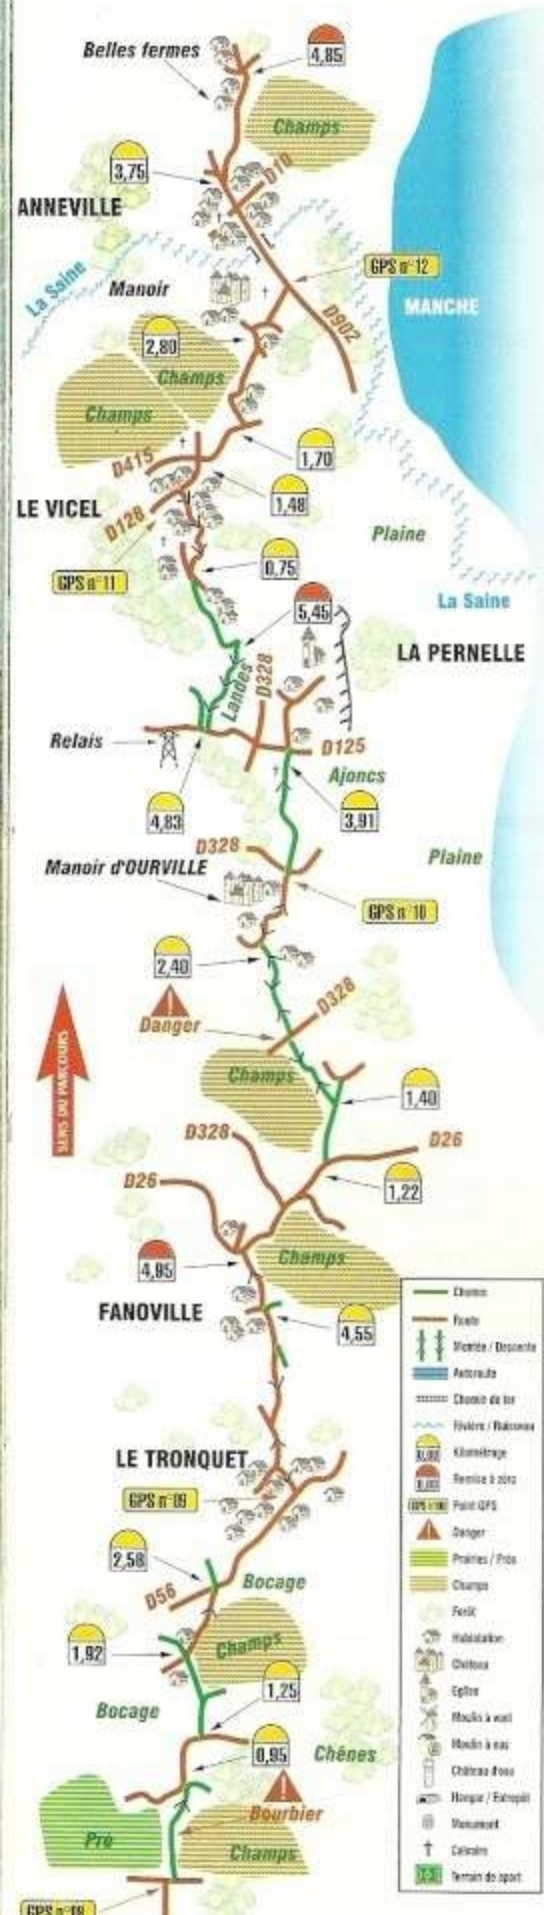 Belles fermes
4,85
Champs
3,75
D10
ANNEVILLE
GPS n°12
La Saine
Manoir
MANCHE
D902
2,80
Champs
Champs
1,70
D415
1,48
LE VICEL
D128
Plaine
0,75
GPS n°11
La Saine
5,45
LA PERNELLE
D328
Landes
Relais
D125
Ajoncs
4,83
3,91
D328
Plaine
Manoir d'OURVILLE
GPS n°10
2,40
D328
Danger
SENS DU PARCOURS
Champs
1,40
D328
D26
D26
1,22
Champs
4,95
FANOVILLE
4,55
LE TRONQUET
GPS n°09
2,58
Bocage
D56
1,92
Champs
1,25
Bocage
0,95
Chênes
Bourbier
Pré
Champs
GPS n°08
Chemin
Route
Montée / Descente
Autoroute
Chemin de fer
Rivière / Ruisseau
Kilométrage
Remise à zéro
Point GPS
Danger
Prairies / Prés
Champs
Forêt
Habitation
Château
Eglise
Moulin à vent
Moulin à eau
Château d'eau
Hangar / Entrepôt
Monument
Calvaire
Terrain de sport